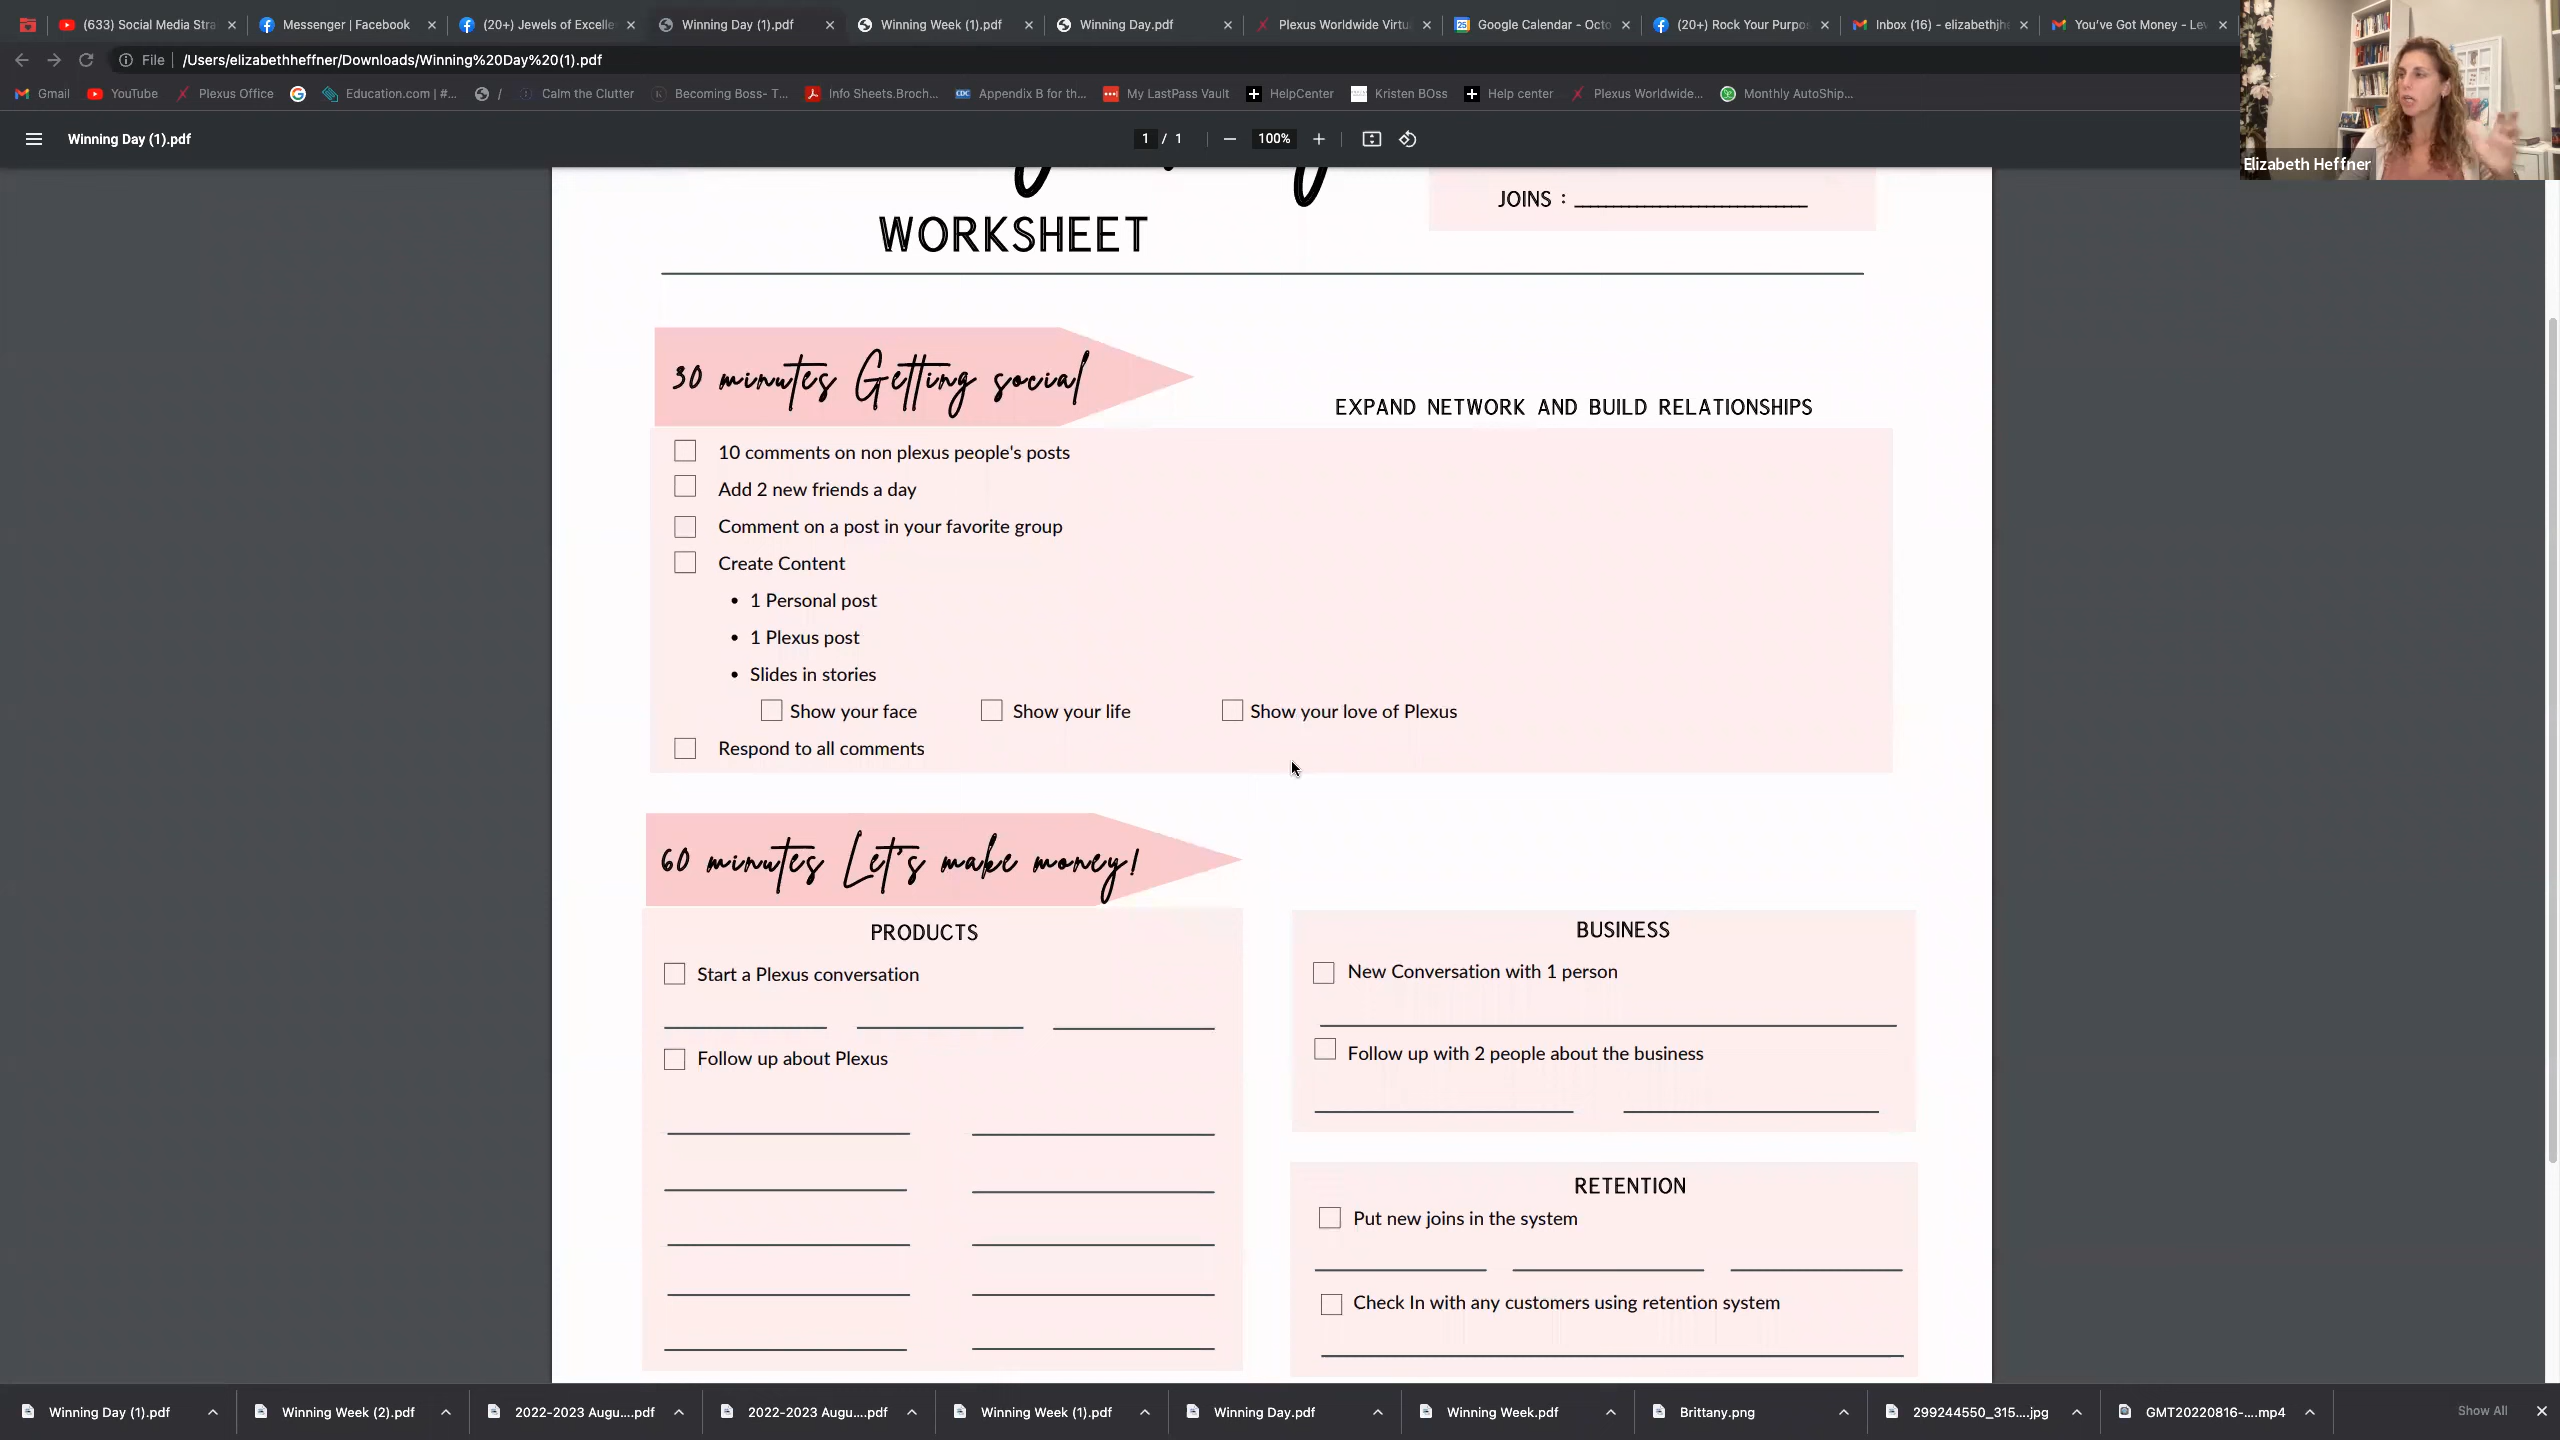 (633) Social Media Stra
Messenger | Facebook
(20+) Jewels of Excelle
Winning Day (1).pdf
Winning Week (1).pdf
Winning Day.pdf
Plexus Worldwide Virtu
Google Calendar - Octo
(20+) Rock Your Purpo
Inbox (16) - elizabethjh
You've Got Money - Le
File
/Users/elizabethheffner/Downloads/Winning%20Day%20(1).pdf
Gmail
YouTube
Plexus Office
Education.com | #...
/
Calm the Clutter
Becoming Boss- T...
Info Sheets.Broch...
Appendix B for th...
My LastPass Vault
HelpCenter
Kristen BOss
Help center
Plexus Worldwide...
Monthly AutoShip...
Winning Day (1).pdf
1 / 1
100%
Elizabeth Heffner
JOINS :
WORKSHEET
30 minutes Getting social
EXPAND NETWORK AND BUILD RELATIONSHIPS
10 comments on non plexus people's posts
Add 2 new friends a day
Comment on a post in your favorite group
Create Content
• 1 Personal post
• 1 Plexus post
• Slides in stories
Show your face Show your life Show your love of Plexus
Respond to all comments
60 minutes Let's make money!
PRODUCTS
Start a Plexus conversation
Follow up about Plexus
BUSINESS
New Conversation with 1 person
Follow up with 2 people about the business
RETENTION
Put new joins in the system
Check In with any customers using retention system
Winning Day (1).pdf
Winning Week (2).pdf
2022-2023 Augu....pdf
2022-2023 Augu....pdf
Winning Week (1).pdf
Winning Day.pdf
Winning Week.pdf
Brittany.png
299244550_315....jpg
GMT20220816-....mp4
Show All